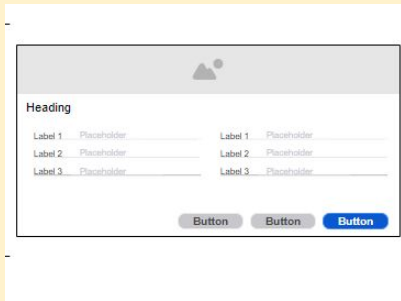 Heading
Label 1 Placeholder Label 1 Placeholder
Label 2 Placeholder Label 2 Placeholder
Label 3 Placeholder Label 3 Placeholder
Button Button Button